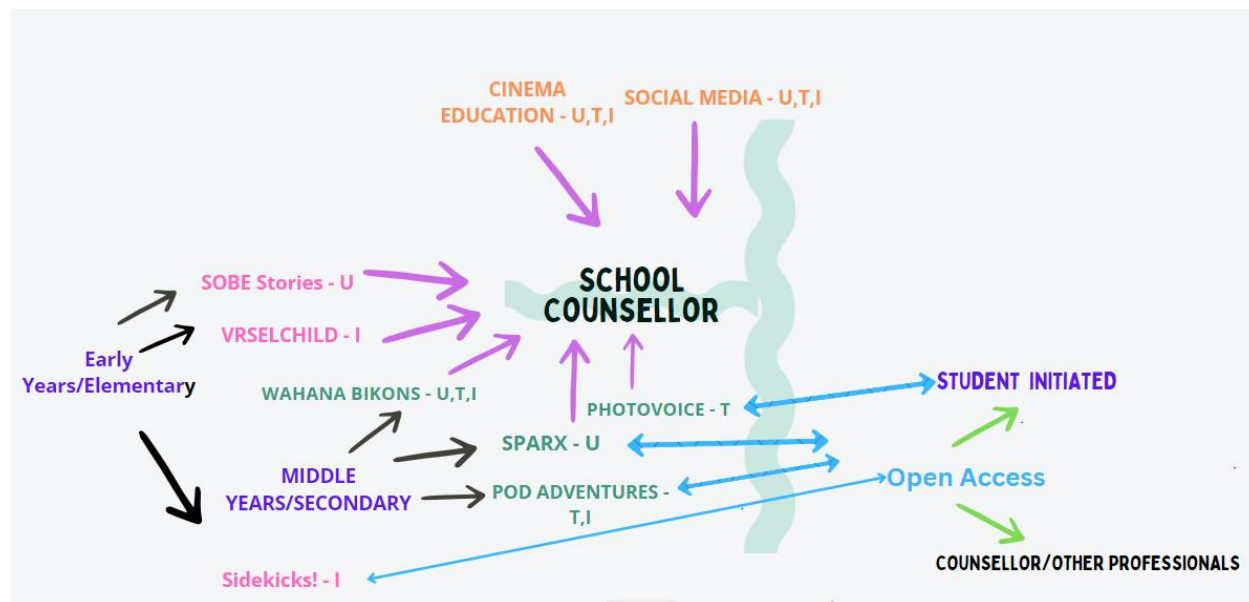 CINEMA
EDUCATION - U,T,I
SOCIAL MEDIA - U,T,I
SCHOOL
COUNSELLOR
SOBE Stories - U
VRSELCHILD - I
Early
Years/Elementary
WAHANA BIKONS - U,T,I
PHOTOVOICE - T
STUDENT INITIATED
SPARX - U
MIDDLE
YEARS/SECONDARY
POD ADVENTURES -
T,I
Open Access
COUNSELLOR/OTHER PROFESSIONALS
Sidekicks! - I